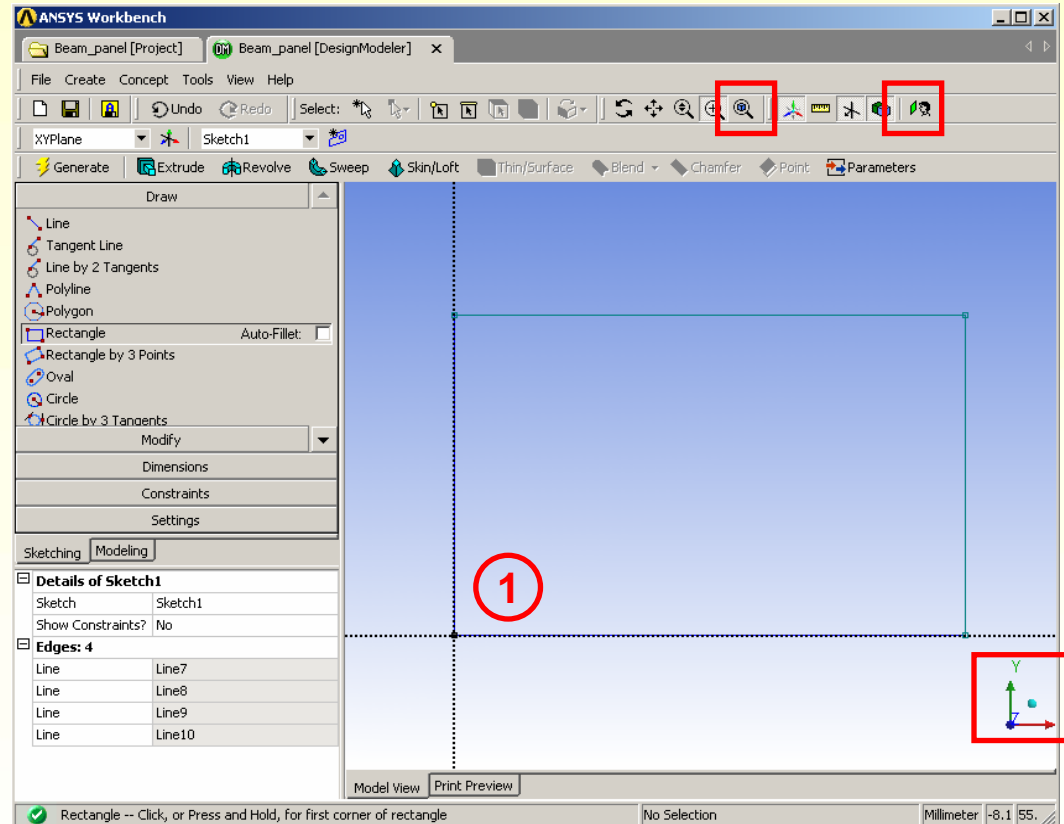 ANSYS Workbench
Beam_panel [Project] Beam_panel [DesignModeler]
File Create Concept Tools View Help
Undo Redo Select:
XYPlane Sketch1
Generate Extrude Revolve Sweep Skin/Loft Thin/Surface Blend Chamfer Point Parameters
Draw
Line
Tangent Line
Line by 2 Tangents
Polyline
Polygon
Rectangle Auto-Fillet:
Rectangle by 3 Points
Oval
Circle
Circle by 3 Tangents
Modify
Dimensions
Constraints
Settings
Sketching Modeling
Details of Sketch1
Sketch Sketch1
Show Constraints? No
Edges: 4
Line Line7
Line Line8
Line Line9
Line Line10
1
Y
Z
Model View Print Preview
Rectangle -- Click, or Press and Hold, for first corner of rectangle No Selection Millimeter -8.1 55.